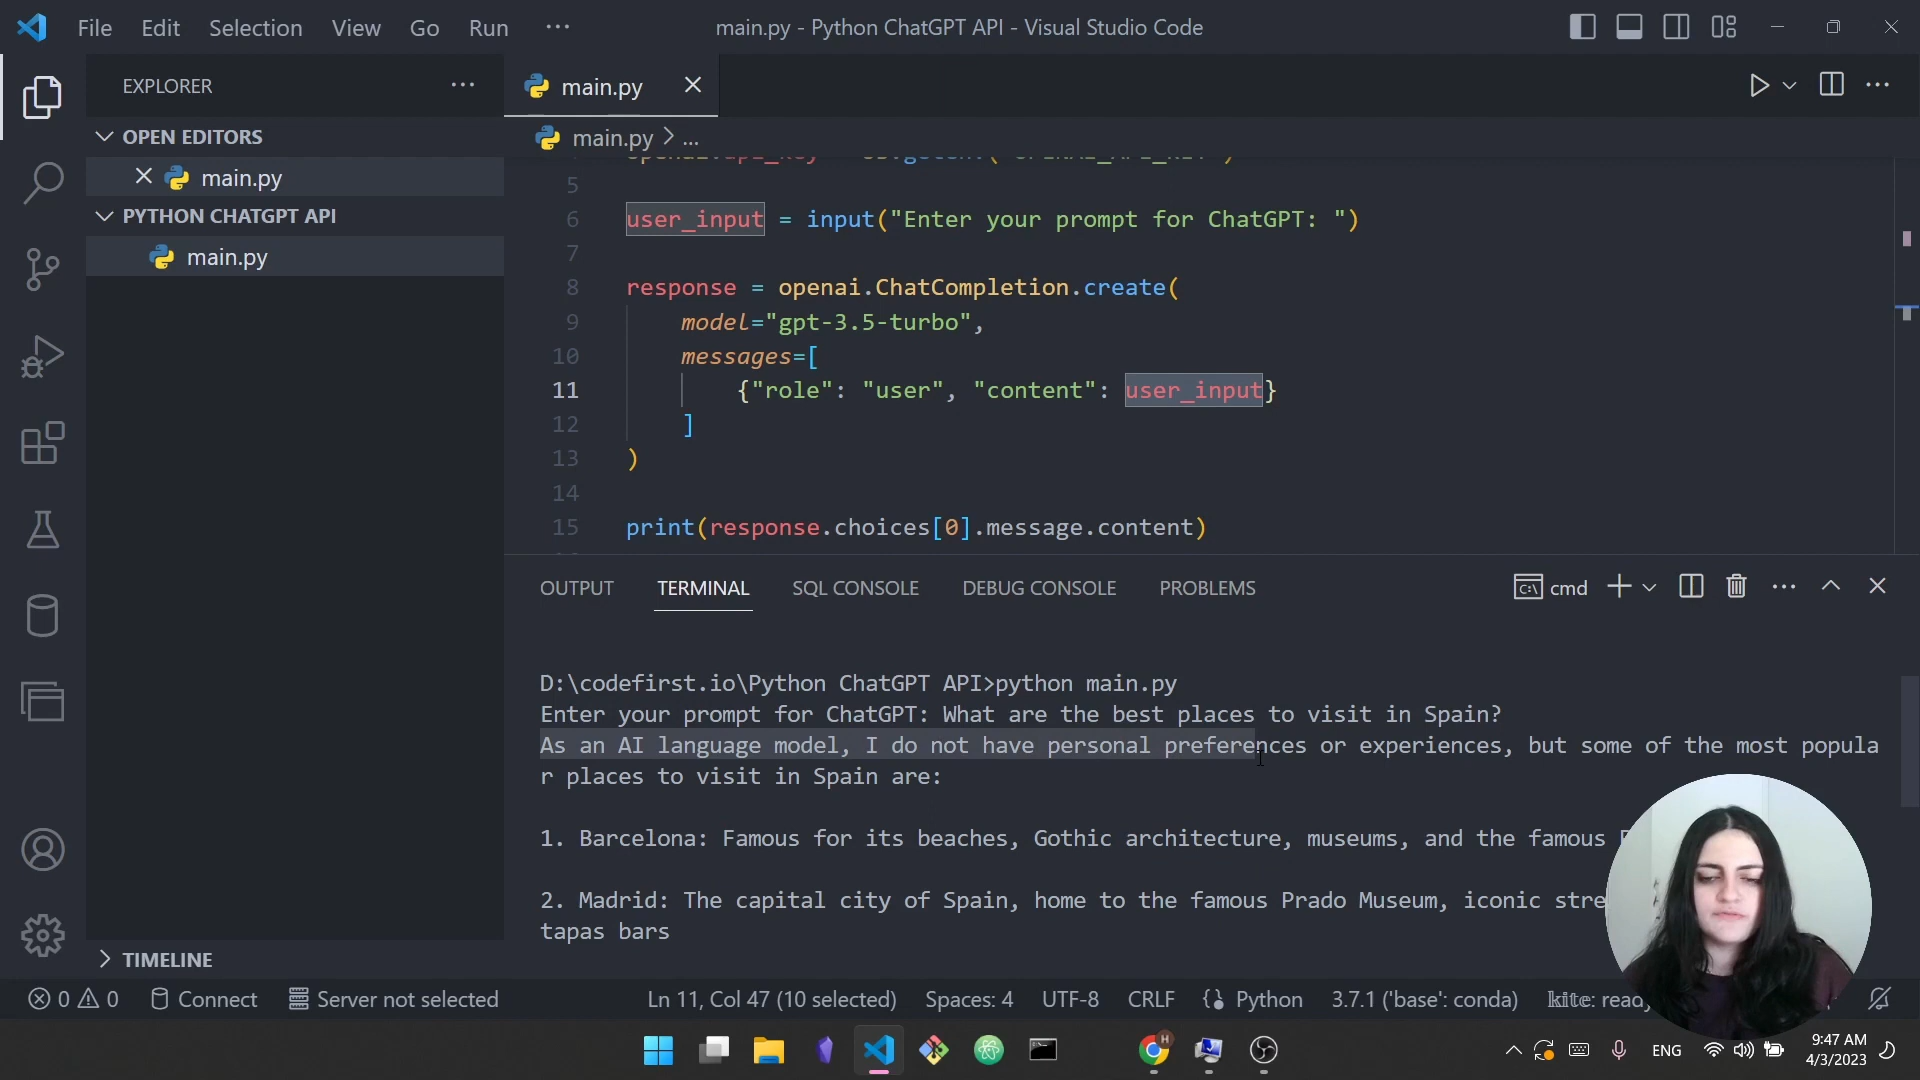 File Edit Selection View Go Run ···
main.py - Python ChatGPT API - Visual Studio Code
EXPLORER
OPEN EDITORS
main.py
PYTHON CHATGPT API
main.py
TIMELINE
main.py
main.py > ...
5
6 user_input = input("Enter your prompt for ChatGPT: ")
7
8 response = openai.ChatCompletion.create(
9 model="gpt-3.5-turbo",
10 messages=[
11 {"role": "user", "content": user_input}
12 ]
13 )
14
15 print(response.choices[0].message.content)
OUTPUT TERMINAL SQL CONSOLE DEBUG CONSOLE PROBLEMS
cmd
D:\codefirst.io\Python ChatGPT API>python main.py
Enter your prompt for ChatGPT: What are the best places to visit in Spain?
As an AI language model, I do not have personal preferences or experiences, but some of the most popula
r places to visit in Spain are:
1. Barcelona: Famous for its beaches, Gothic architecture, museums, and the famous
2. Madrid: The capital city of Spain, home to the famous Prado Museum, iconic
tapas bars
0 0 Connect Server not selected Ln 11, Col 47 (10 selected) Spaces: 4 UTF-8 CRLF Python 3.7.1 ('base': conda) kite:
ENG
9:47 AM
4/3/2023